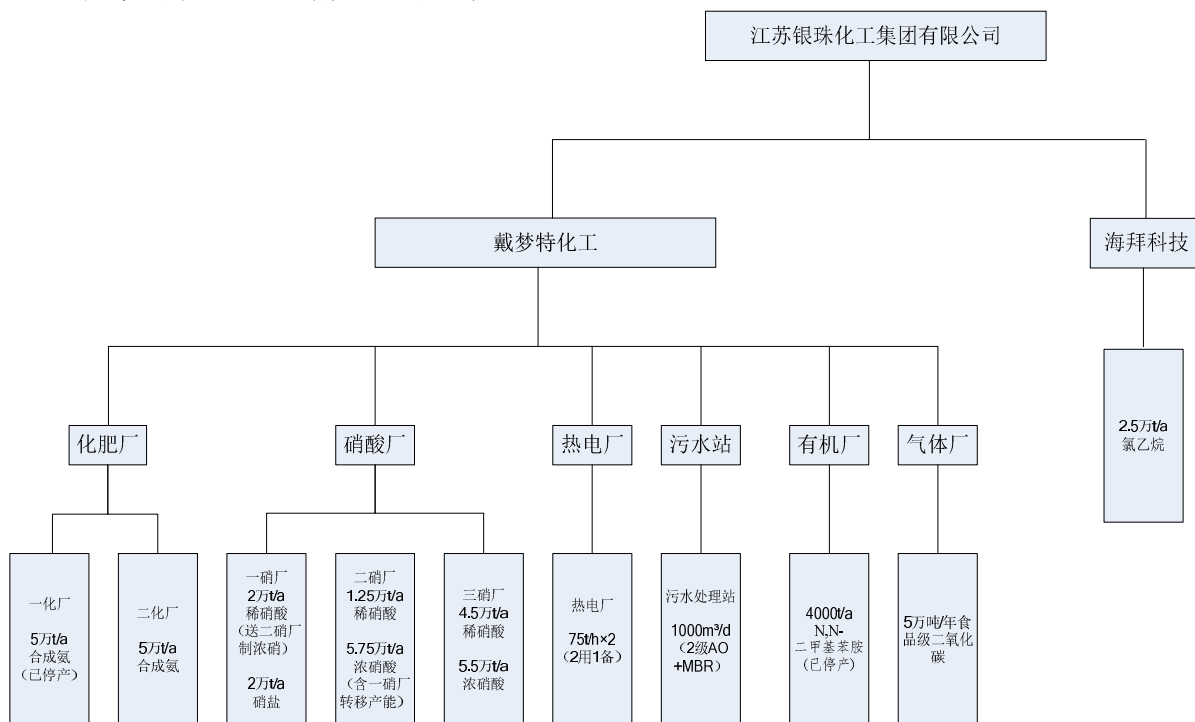 江苏银珠化工集团有限公司
戴梦特化工
海拜科技
2.5万t/a
氯乙烷
化肥厂
硝酸厂
热电厂
污水站
有机厂
气体厂
一化厂
5万t/a
合成氨
(已停产)
二化厂
5万t/a
合成氨
一硝厂
2万t/a
稀硝酸
(送二硝厂
制浓硝)
2万t/a
硝盐
二硝厂
1.25万t/a
稀硝酸
5.75万t/a
浓硝酸
(含一硝厂
转移产能)
三硝厂
4.5万t/a
稀硝酸
5.5万t/a
浓硝酸
热电厂
75t/h×2
(2用1备)
污水处理站
1000m³/d
(2级AO
+MBR)
4000t/a
N,N-
二甲基苯胺
(已停产)
5万吨/年食
品级二氧化
碳